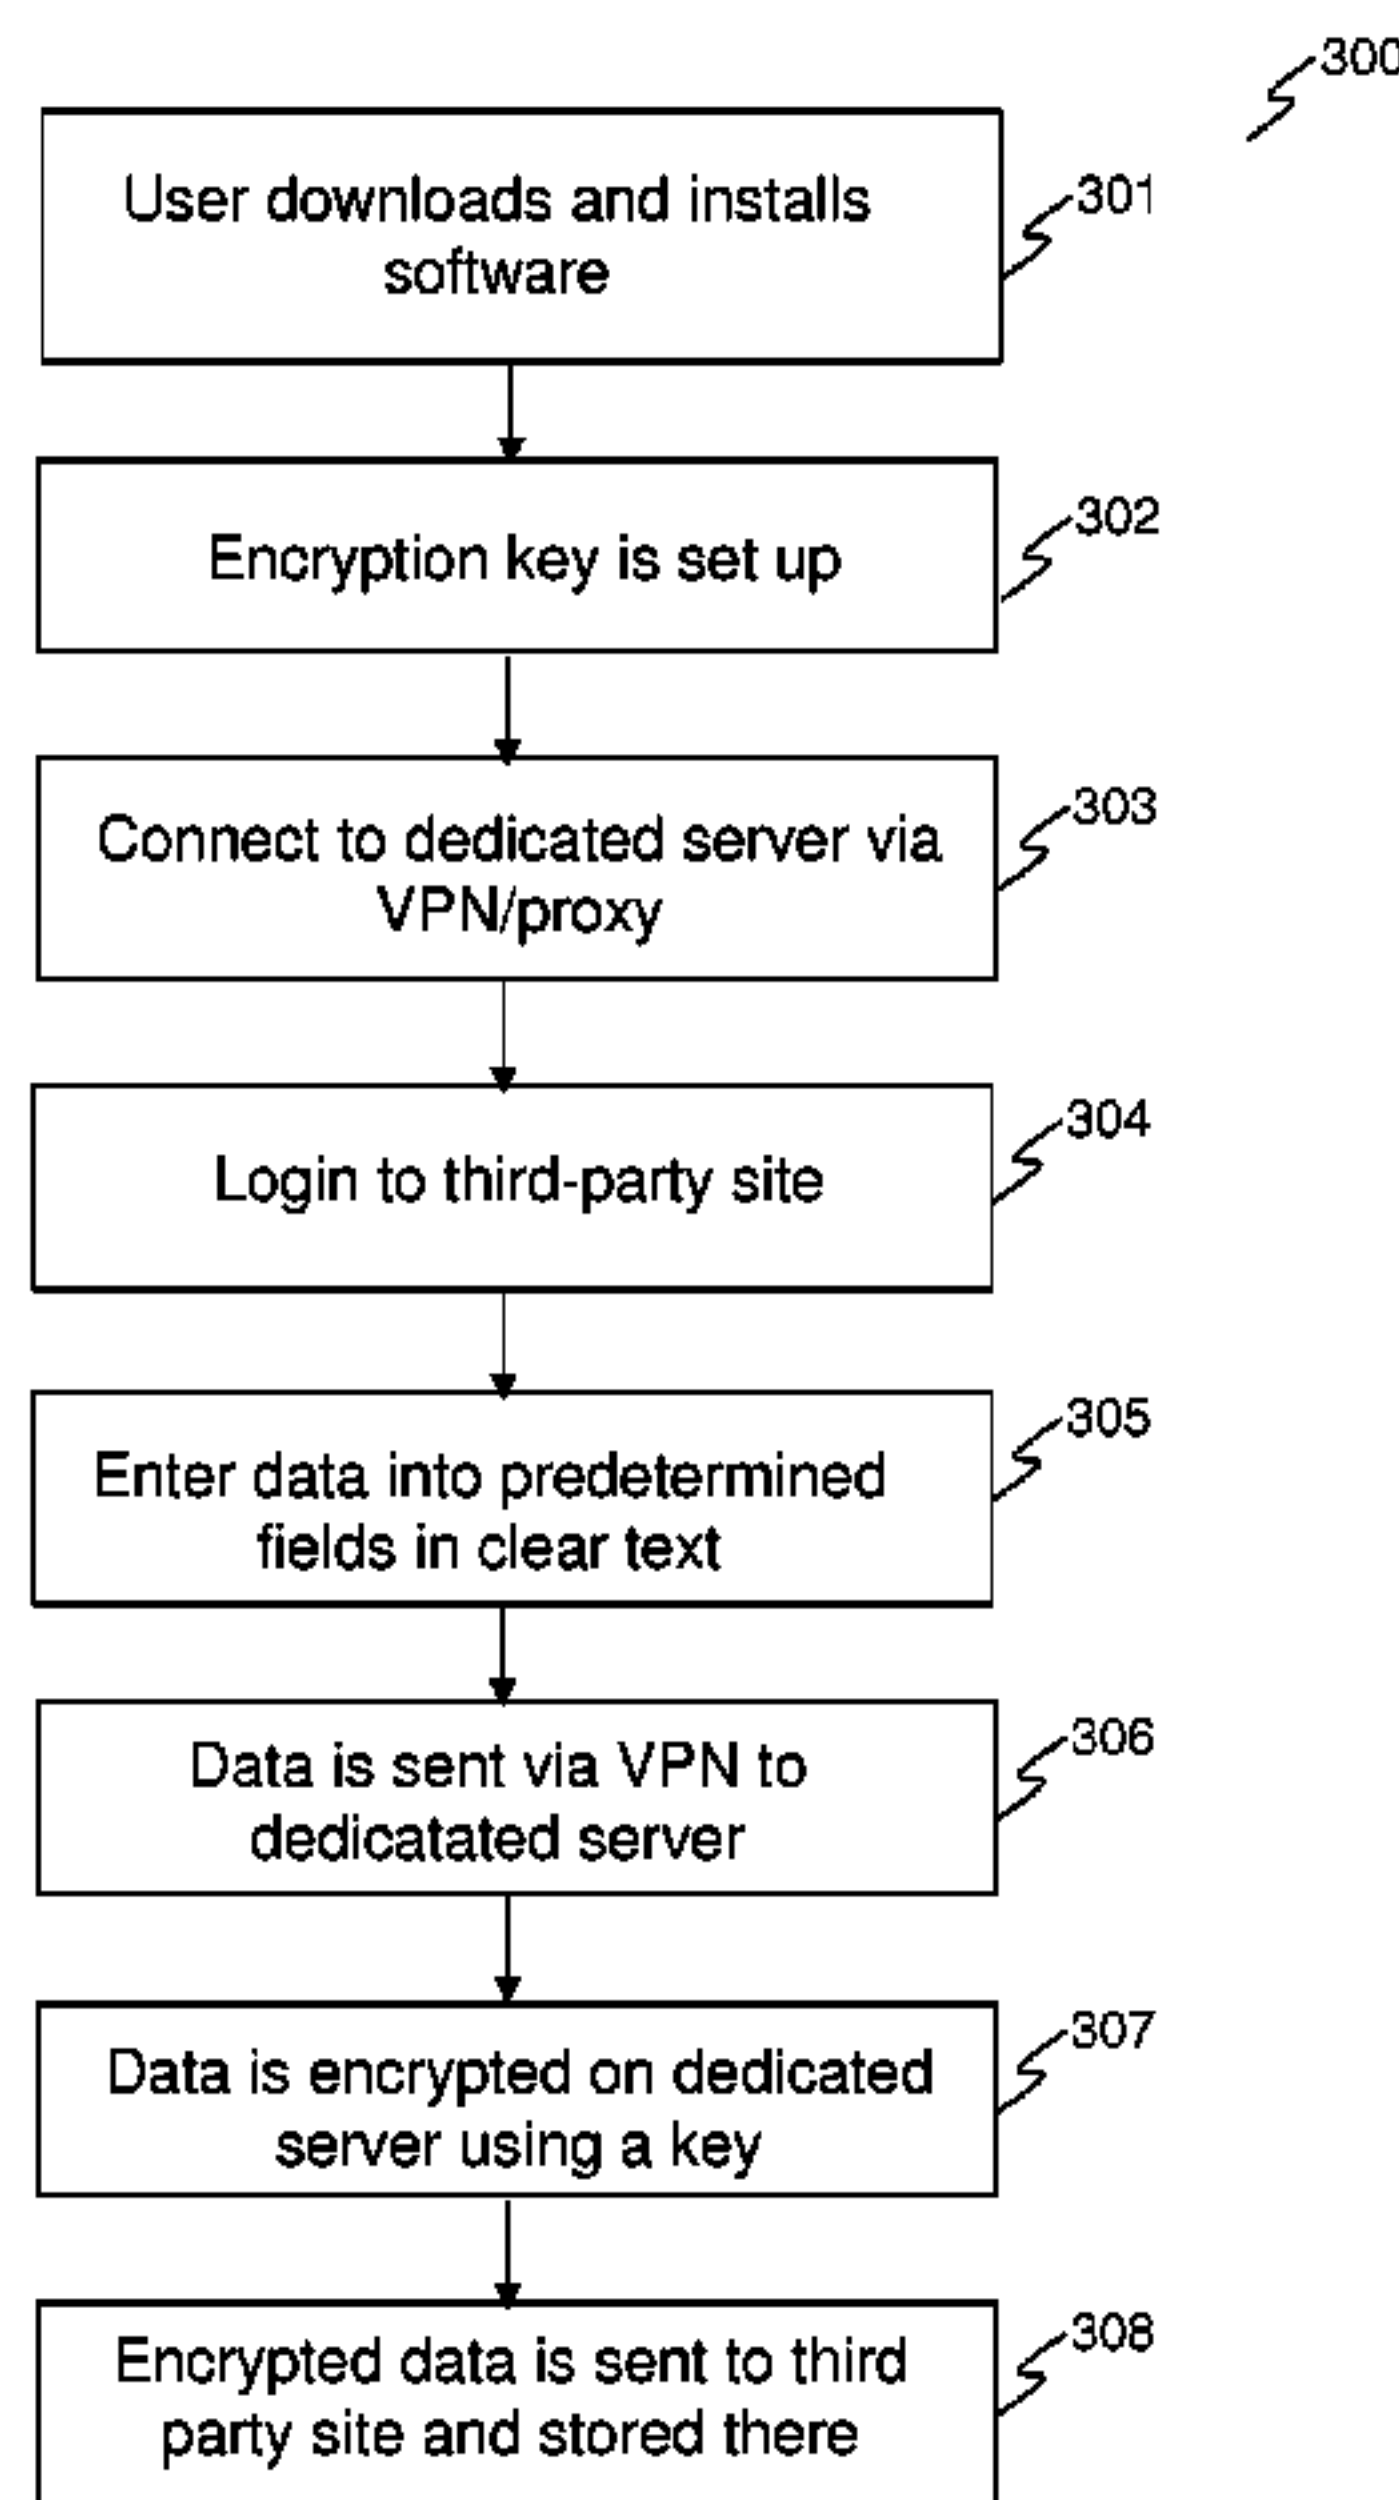 300
User downloads and installs
software
301
Encryption key is set up
302
Connect to dedicated server via
VPN/proxy
303
Login to third-party site
304
Enter data into predetermined
fields in clear text
305
Data is sent via VPN to
dedicatated server
306
Data is encrypted on dedicated
server using a key
307
Encrypted data is sent to third
party site and stored there
308